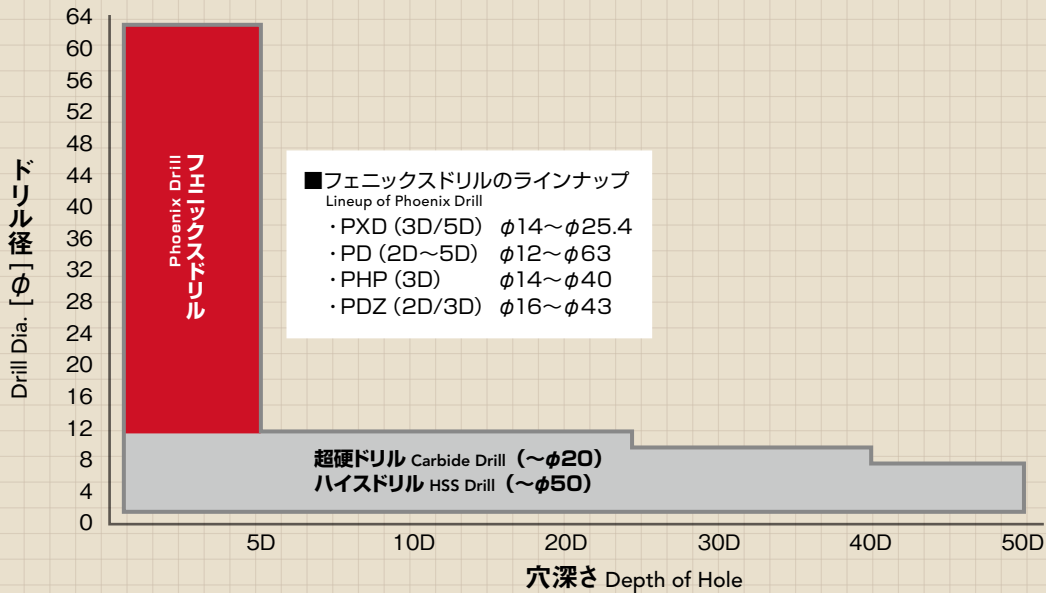 64
60
56
52
48
44
40
36
32
28
24
20
16
12
8
4
0
ドリル径 [φ]
Drill Dia.
フェニックスドリル
Phoenix Drill
■フェニックスドリルのラインナップ
Lineup of Phoenix Drill
・PXD（3D/5D） φ14〜φ25.4
・PD（2D〜5D） φ12〜φ63
・PHP（3D） φ14〜φ40
・PDZ（2D/3D） φ16〜φ43
超硬ドリル Carbide Drill（〜φ20）
ハイスドリル HSS Drill（〜φ50）
5D 10D 20D 30D 40D 50D
穴深さ Depth of Hole